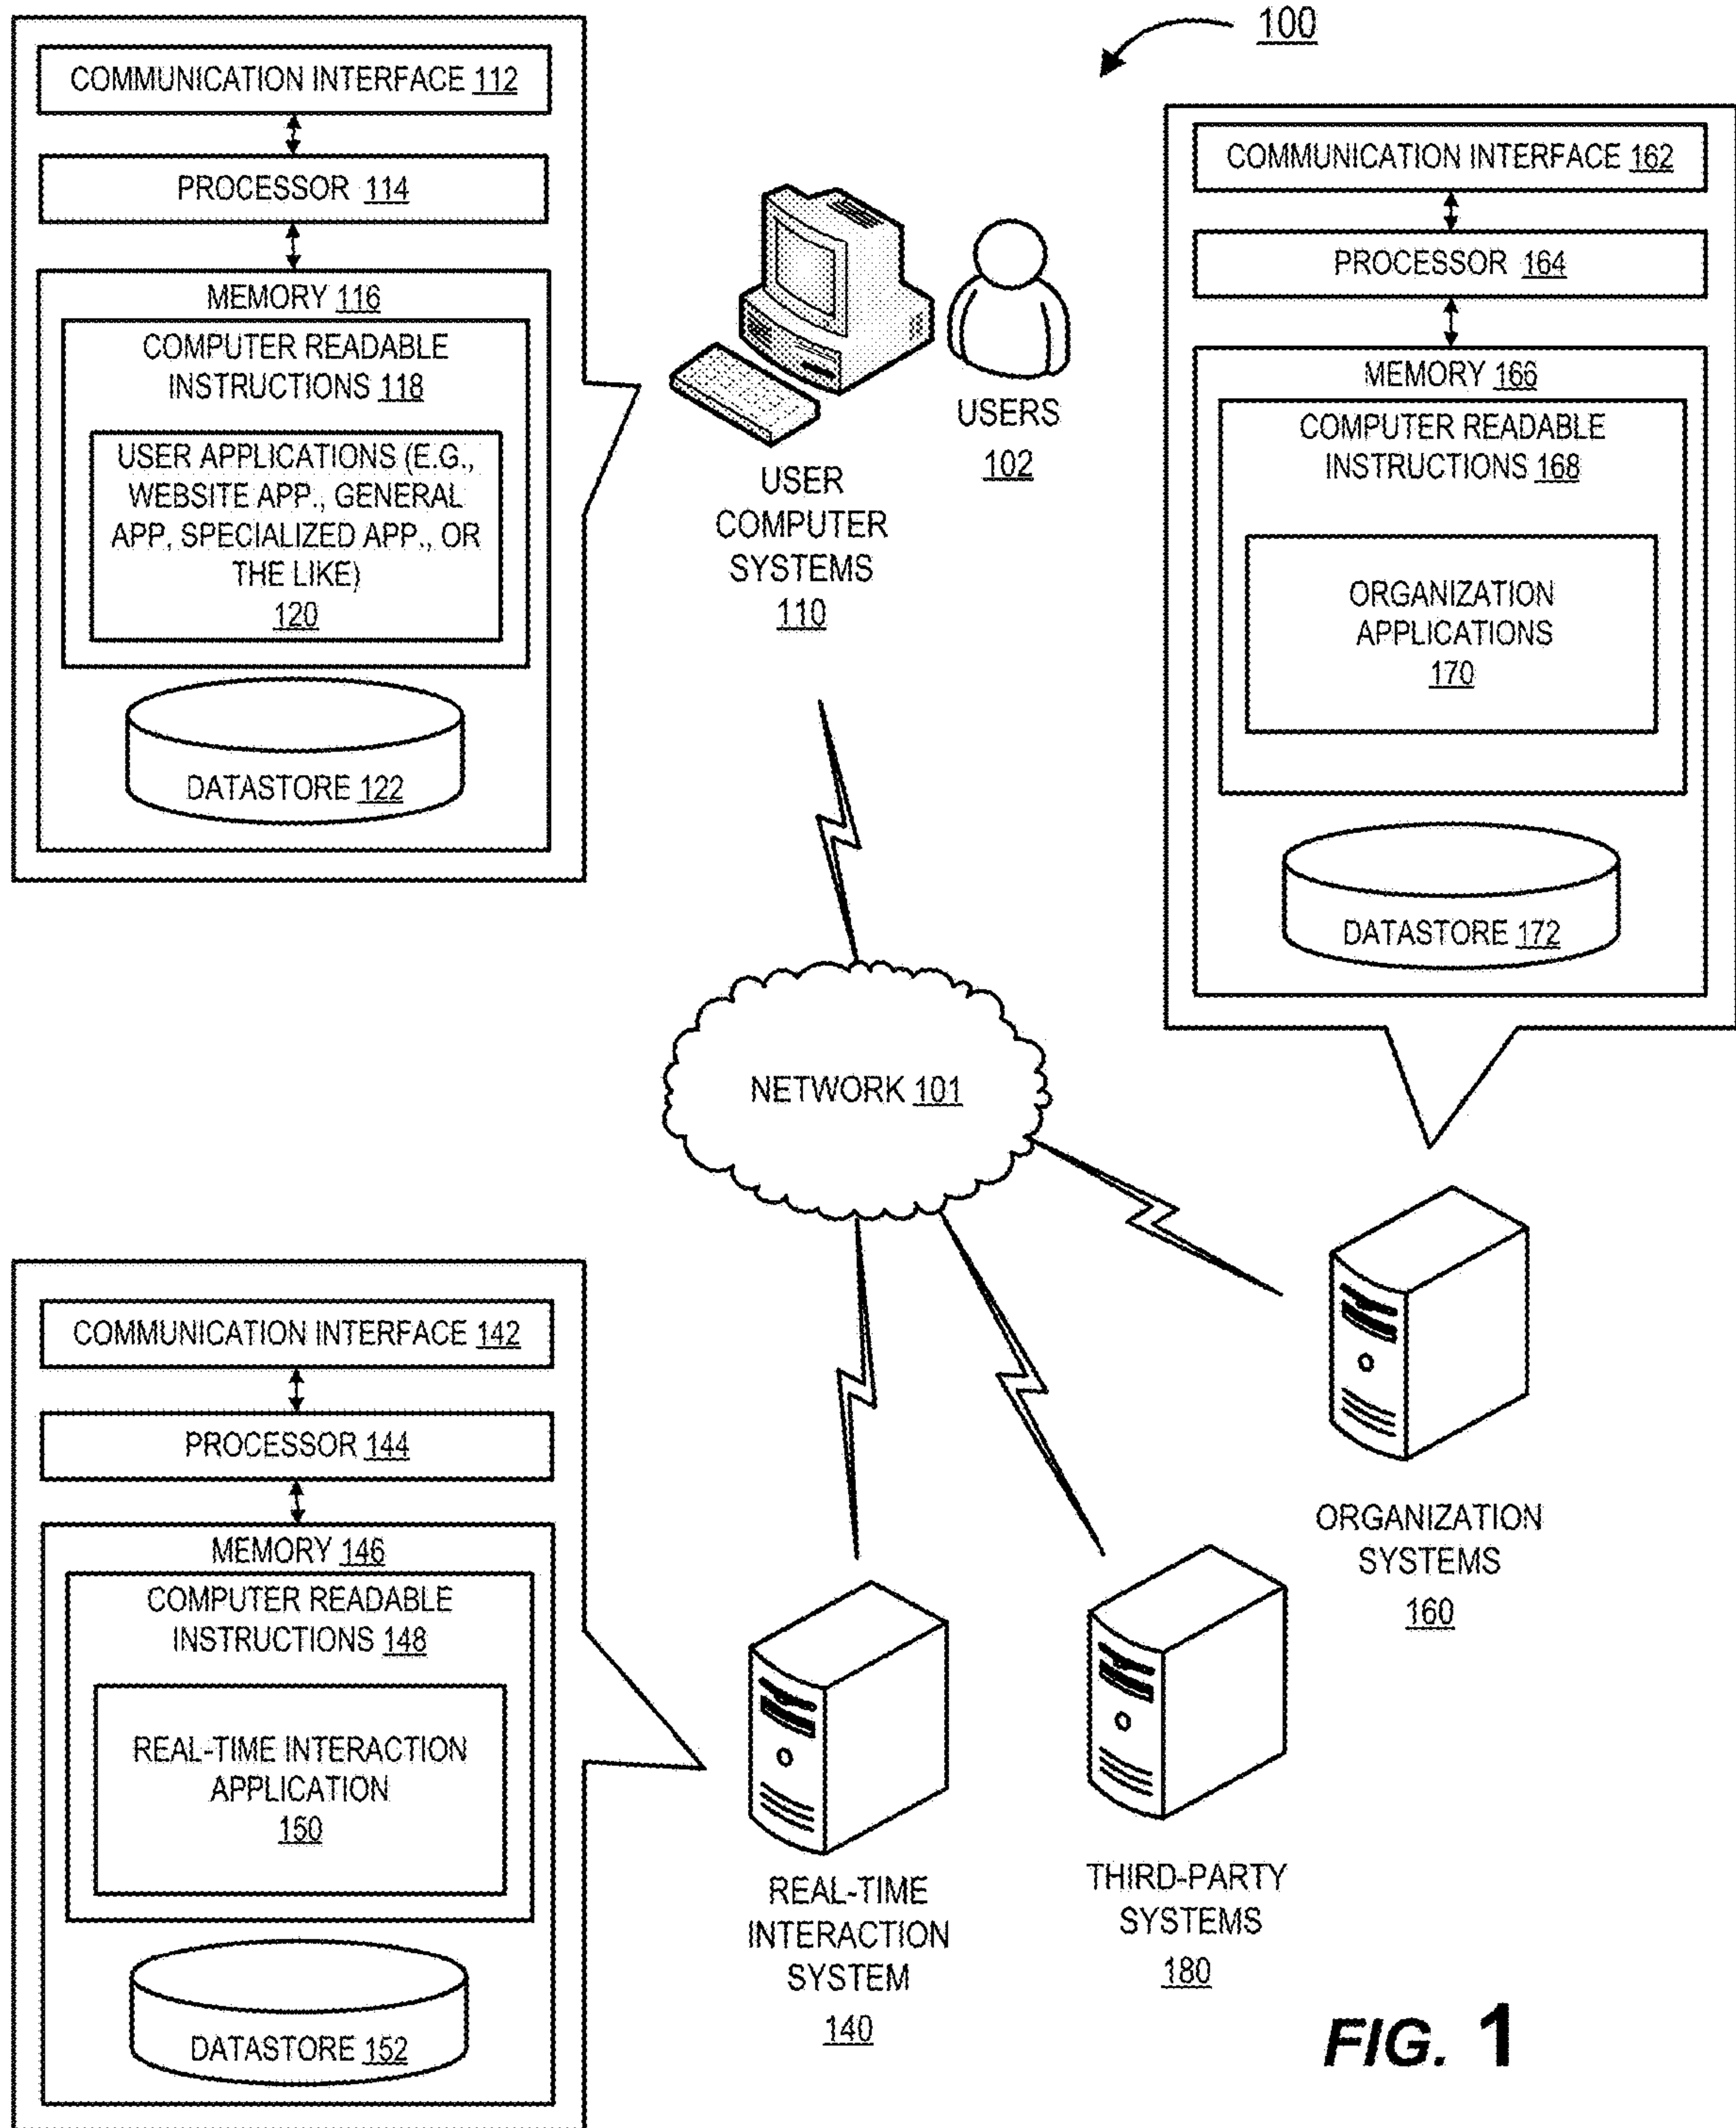 100
COMMUNICATION INTERFACE 112
PROCESSOR 114
MEMORY 116
COMPUTER READABLE
INSTRUCTIONS 118
USER APPLICATIONS (E.G.,
WEBSITE APP., GENERAL
APP, SPECIALIZED APP., OR
THE LIKE)
120
DATASTORE 122
USERS
102
USER
COMPUTER
SYSTEMS
110
COMMUNICATION INTERFACE 162
PROCESSOR 164
MEMORY 166
COMPUTER READABLE
INSTRUCTIONS 168
ORGANIZATION
APPLICATIONS
170
DATASTORE 172
NETWORK 101
COMMUNICATION INTERFACE 142
PROCESSOR 144
MEMORY 146
COMPUTER READABLE
INSTRUCTIONS 148
REAL-TIME INTERACTION
APPLICATION
150
DATASTORE 152
REAL-TIME
INTERACTION
SYSTEM
140
THIRD-PARTY
SYSTEMS
180
ORGANIZATION
SYSTEMS
160
FIG. 1